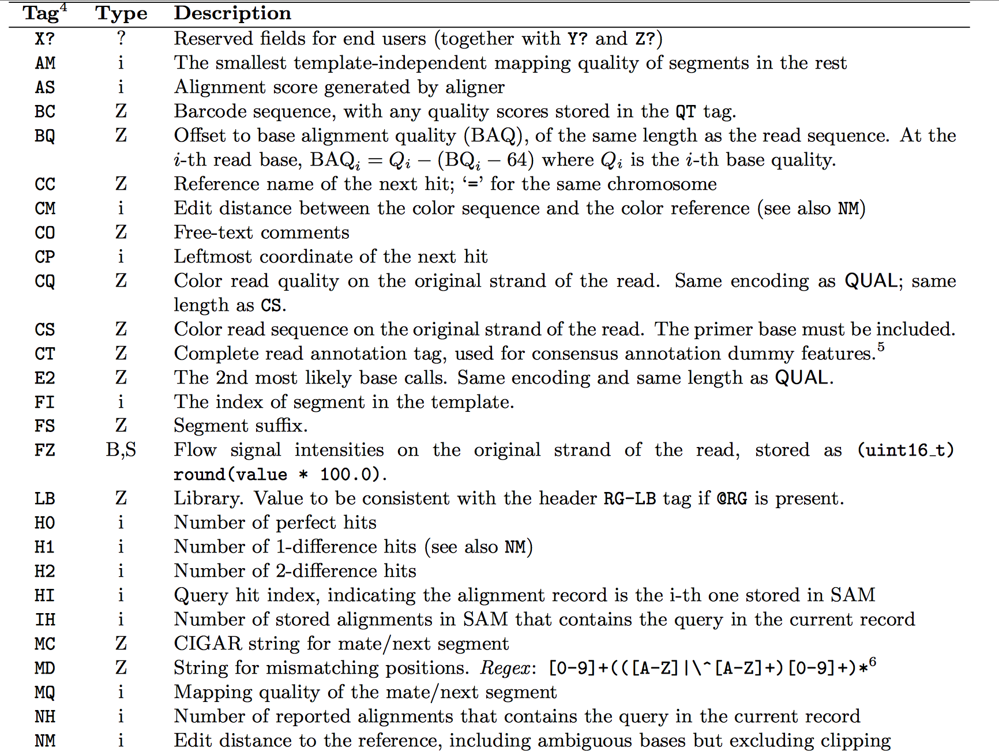 Tag⁴ Type Description
X? ? Reserved fields for end users (together with Y? and Z?)
AM i The smallest template-independent mapping quality of segments in the rest
AS i Alignment score generated by aligner
BC Z Barcode sequence, with any quality scores stored in the QT tag.
BQ Z Offset to base alignment quality (BAQ), of the same length as the read sequence. At the
i-th read base, BAQᵢ = Qᵢ − (BQᵢ − 64) where Qᵢ is the i-th base quality.
CC Z Reference name of the next hit; ‘=’ for the same chromosome
CM i Edit distance between the color sequence and the color reference (see also NM)
CO Z Free-text comments
CP i Leftmost coordinate of the next hit
CQ Z Color read quality on the original strand of the read. Same encoding as QUAL; same
length as CS.
CS Z Color read sequence on the original strand of the read. The primer base must be included.
CT Z Complete read annotation tag, used for consensus annotation dummy features.⁵
E2 Z The 2nd most likely base calls. Same encoding and same length as QUAL.
FI i The index of segment in the template.
FS Z Segment suffix.
FZ B,S Flow signal intensities on the original strand of the read, stored as (uint16_t)
round(value * 100.0).
LB Z Library. Value to be consistent with the header RG-LB tag if @RG is present.
H0 i Number of perfect hits
H1 i Number of 1-difference hits (see also NM)
H2 i Number of 2-difference hits
HI i Query hit index, indicating the alignment record is the i-th one stored in SAM
IH i Number of stored alignments in SAM that contains the query in the current record
MC Z CIGAR string for mate/next segment
MD Z String for mismatching positions. Regex: [0-9]+(([A-Z]|\^[A-Z]+)[0-9]+)*⁶
MQ i Mapping quality of the mate/next segment
NH i Number of reported alignments that contains the query in the current record
NM i Edit distance to the reference, including ambiguous bases but excluding clipping